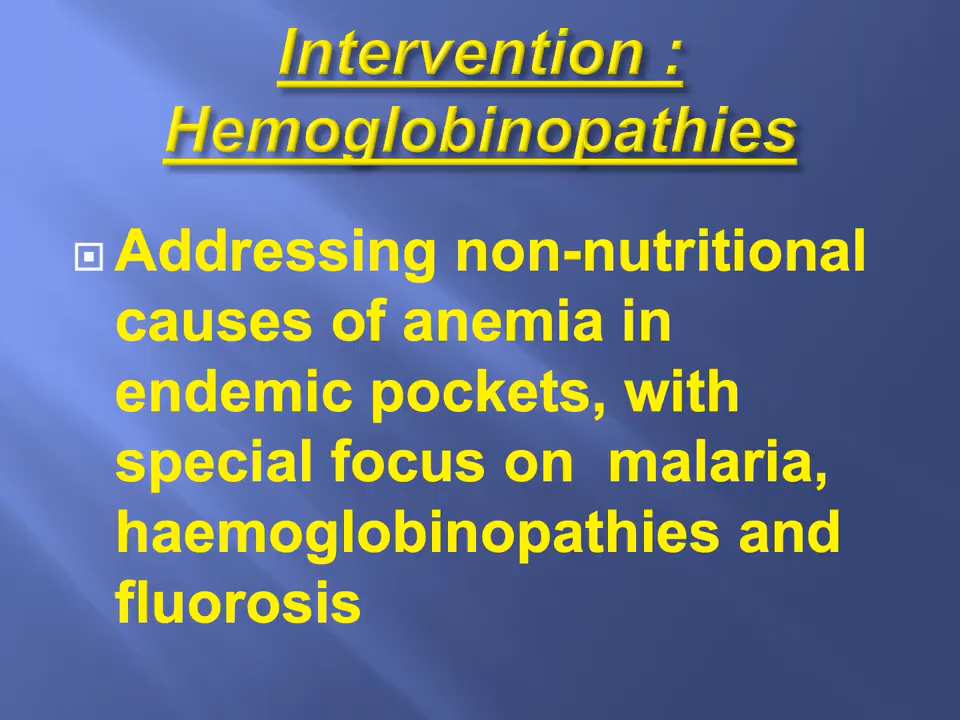 Intervention :
Hemoglobinopathies
Addressing non-nutritional
causes of anemia in
endemic pockets, with
special focus on  malaria,
haemoglobinopathies and
fluorosis